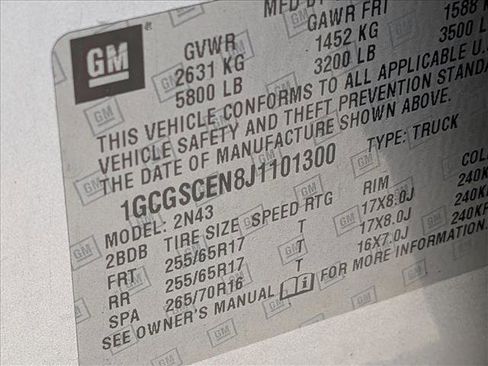 GM
MFD BY
GVWR GAWR FRT
2631 KG 1452 KG 1588 K
5800 LB 3200 LB 3500 L
THIS VEHICLE CONFORMS TO ALL APPLICABLE U.
VEHICLE SAFETY AND THEFT PREVENTION STANDA
THE DATE OF MANUFACTURE SHOWN ABOVE.
1GCGSCEN8J1101300 TYPE: TRUCK
MODEL: 2N43
2BDB TIRE SIZE SPEED RTG RIM COL
FRT 255/65R17 T 17X8.0J 240K
RR 255/65R17 T 17X8.0J 240K
SPA 265/70R16 T 16X7.0J 240KP
SEE OWNER'S MANUAL i FOR MORE INFORMATION.